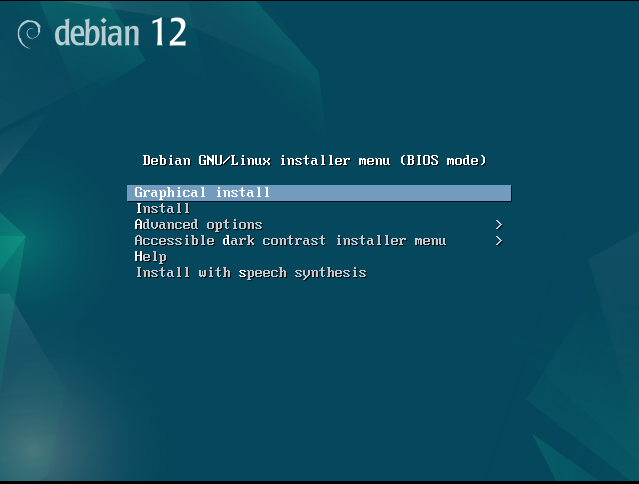 debian 12
Debian GNU/Linux installer menu (BIOS mode)
Graphical install
Install
Advanced options >
Accessible dark contrast installer menu >
Help
Install with speech synthesis